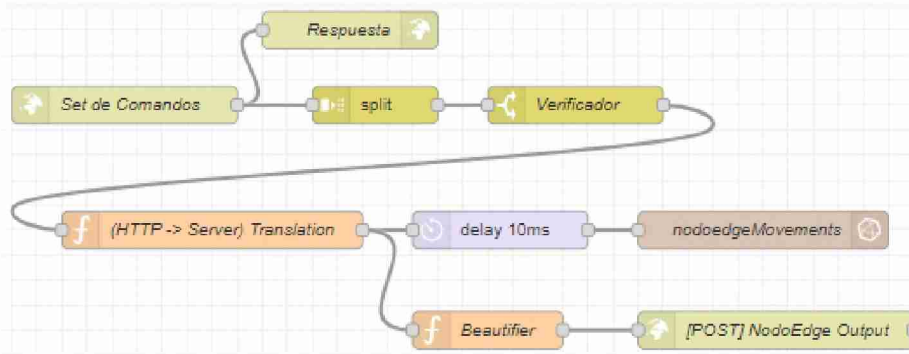 Respuesta
Set de Comandos
split
Verificador
(HTTP -> Server) Translation
delay 10ms
nodoedgeMovements
Beautifier
[POST] NodoEdge Output